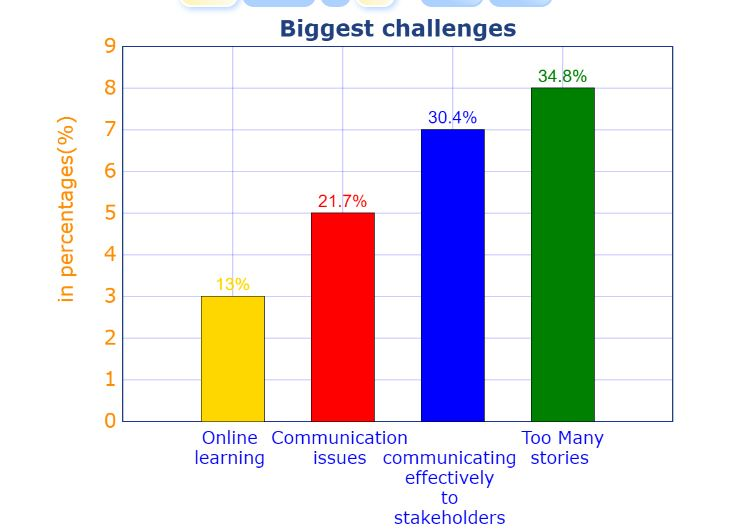 Biggest challenges
in percentages(%)
9
8
7
6
5
4
3
2
1
0
13%
21.7%
30.4%
34.8%
Online
learning
Communication
issues
communicating
effectively
to
stakeholders
Too Many
stories